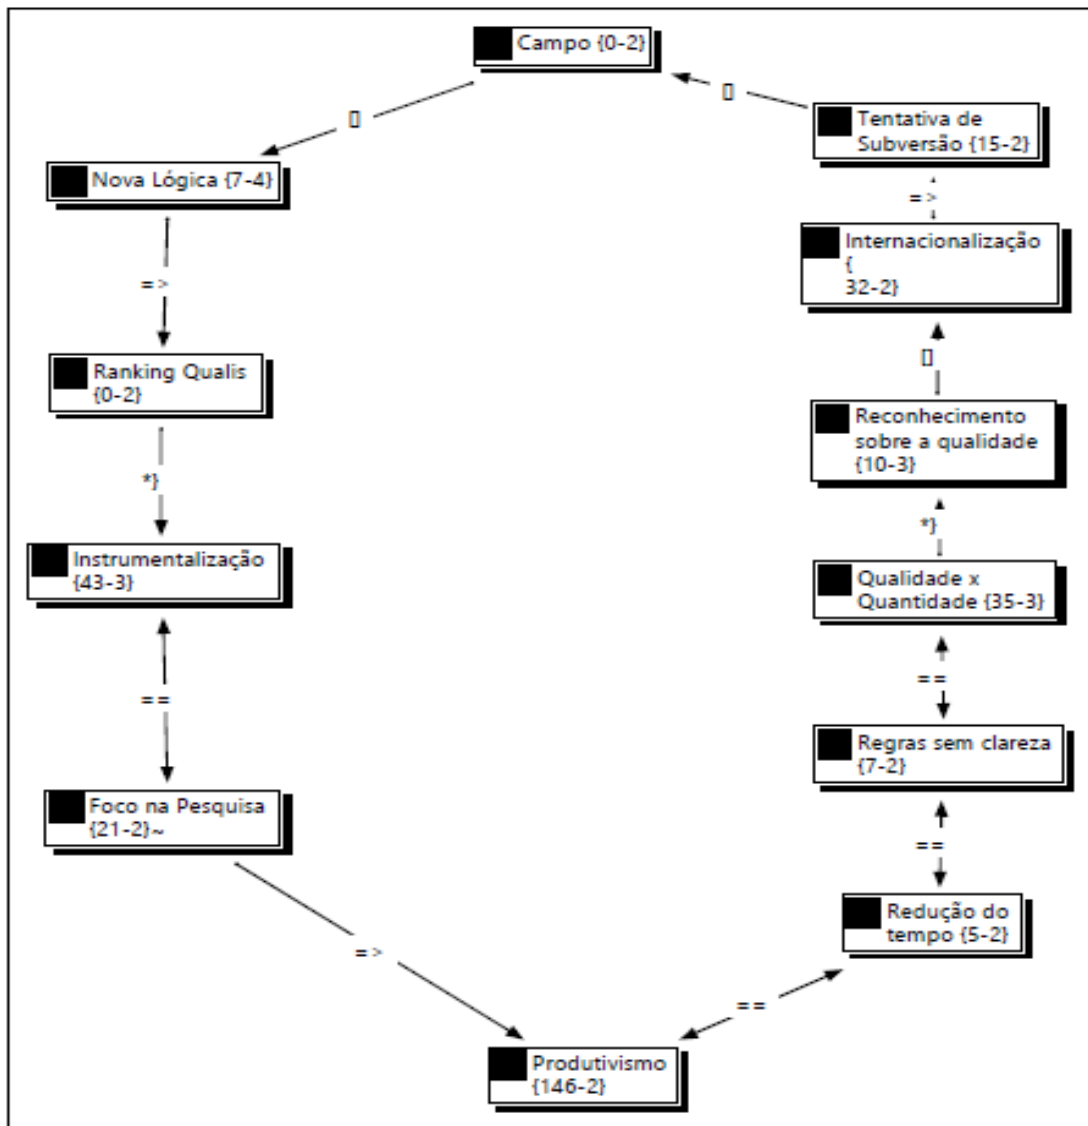 Campo {0-2}
[]
[]
Tentativa de
Subversão {15-2}
Nova Lógica {7-4}
=>
Internacionalização
{
32-2}
=>
[]
Ranking Qualis
{0-2}
Reconhecimento
sobre a qualidade
{10-3}
*}
*}
Instrumentalização
{43-3}
Qualidade x
Quantidade {35-3}
==
==
Regras sem clareza
{7-2}
Foco na Pesquisa
{21-2}~
==
Redução do
tempo {5-2}
=>
==
Produtivismo
{146-2}